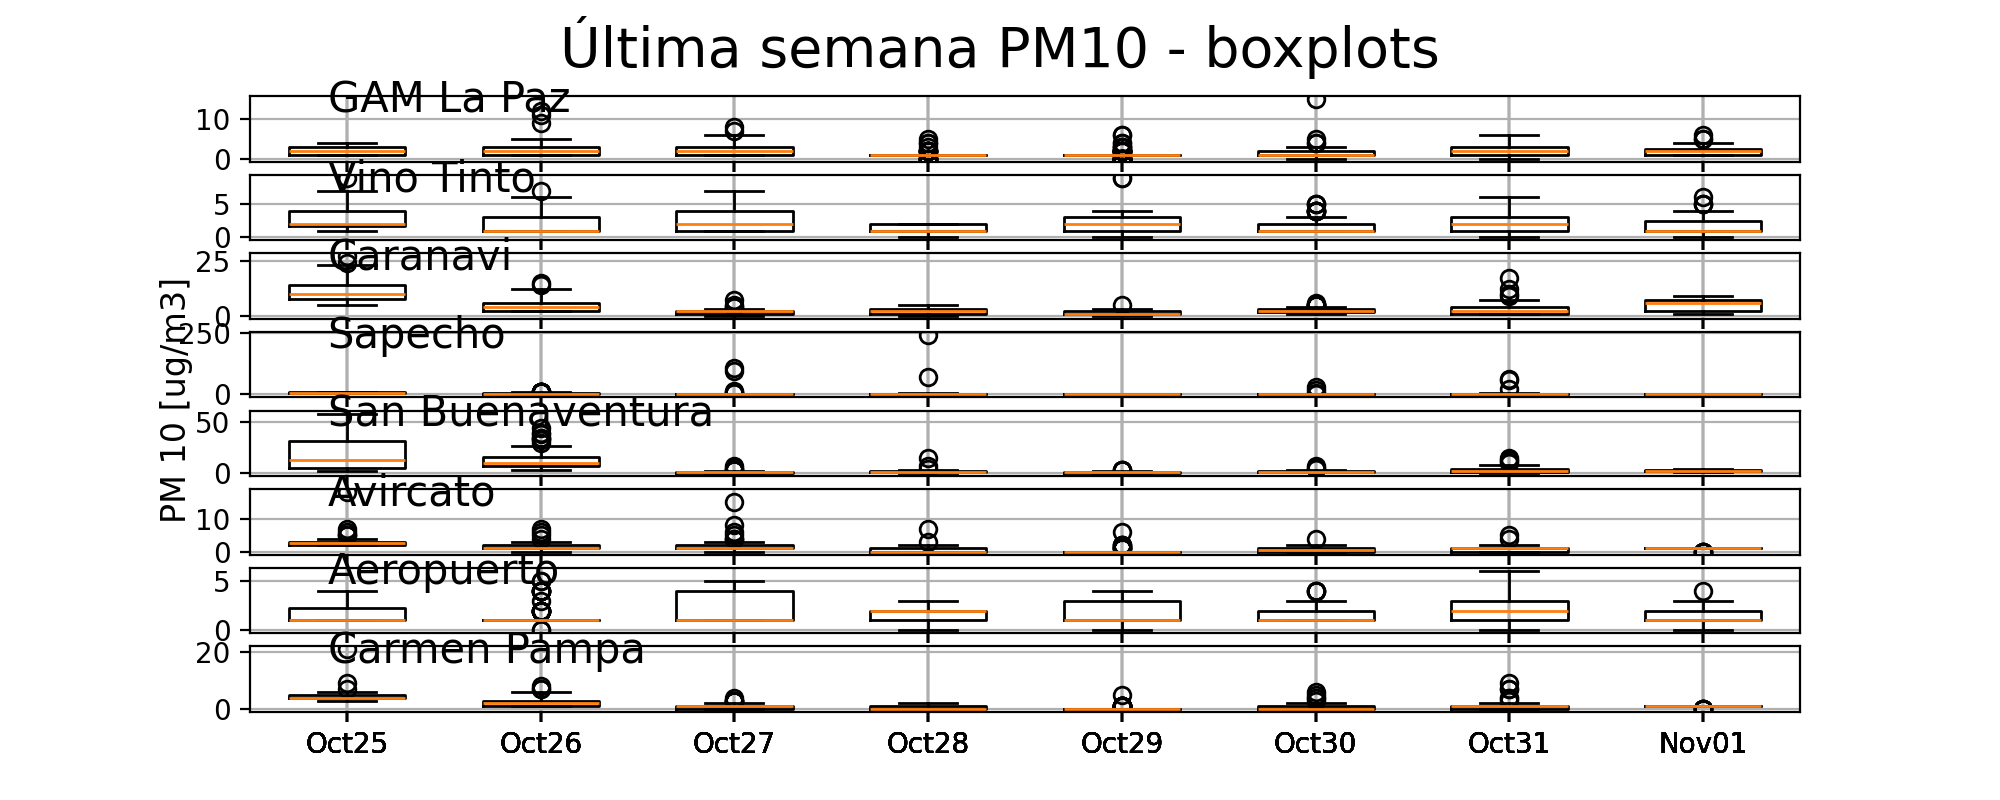 Última semana PM10 - boxplots
GAM La Paz
10
0
Vino Tinto
5
0
Caranavi
25
0
Sapecho
250
0
San Buenaventura
50
0
Avircato
10
0
Aeropuerto
5
0
Carmen Pampa
20
0
PM 10 [ug/m3]
Oct25 Oct26 Oct27 Oct28 Oct29 Oct30 Oct31 Nov01